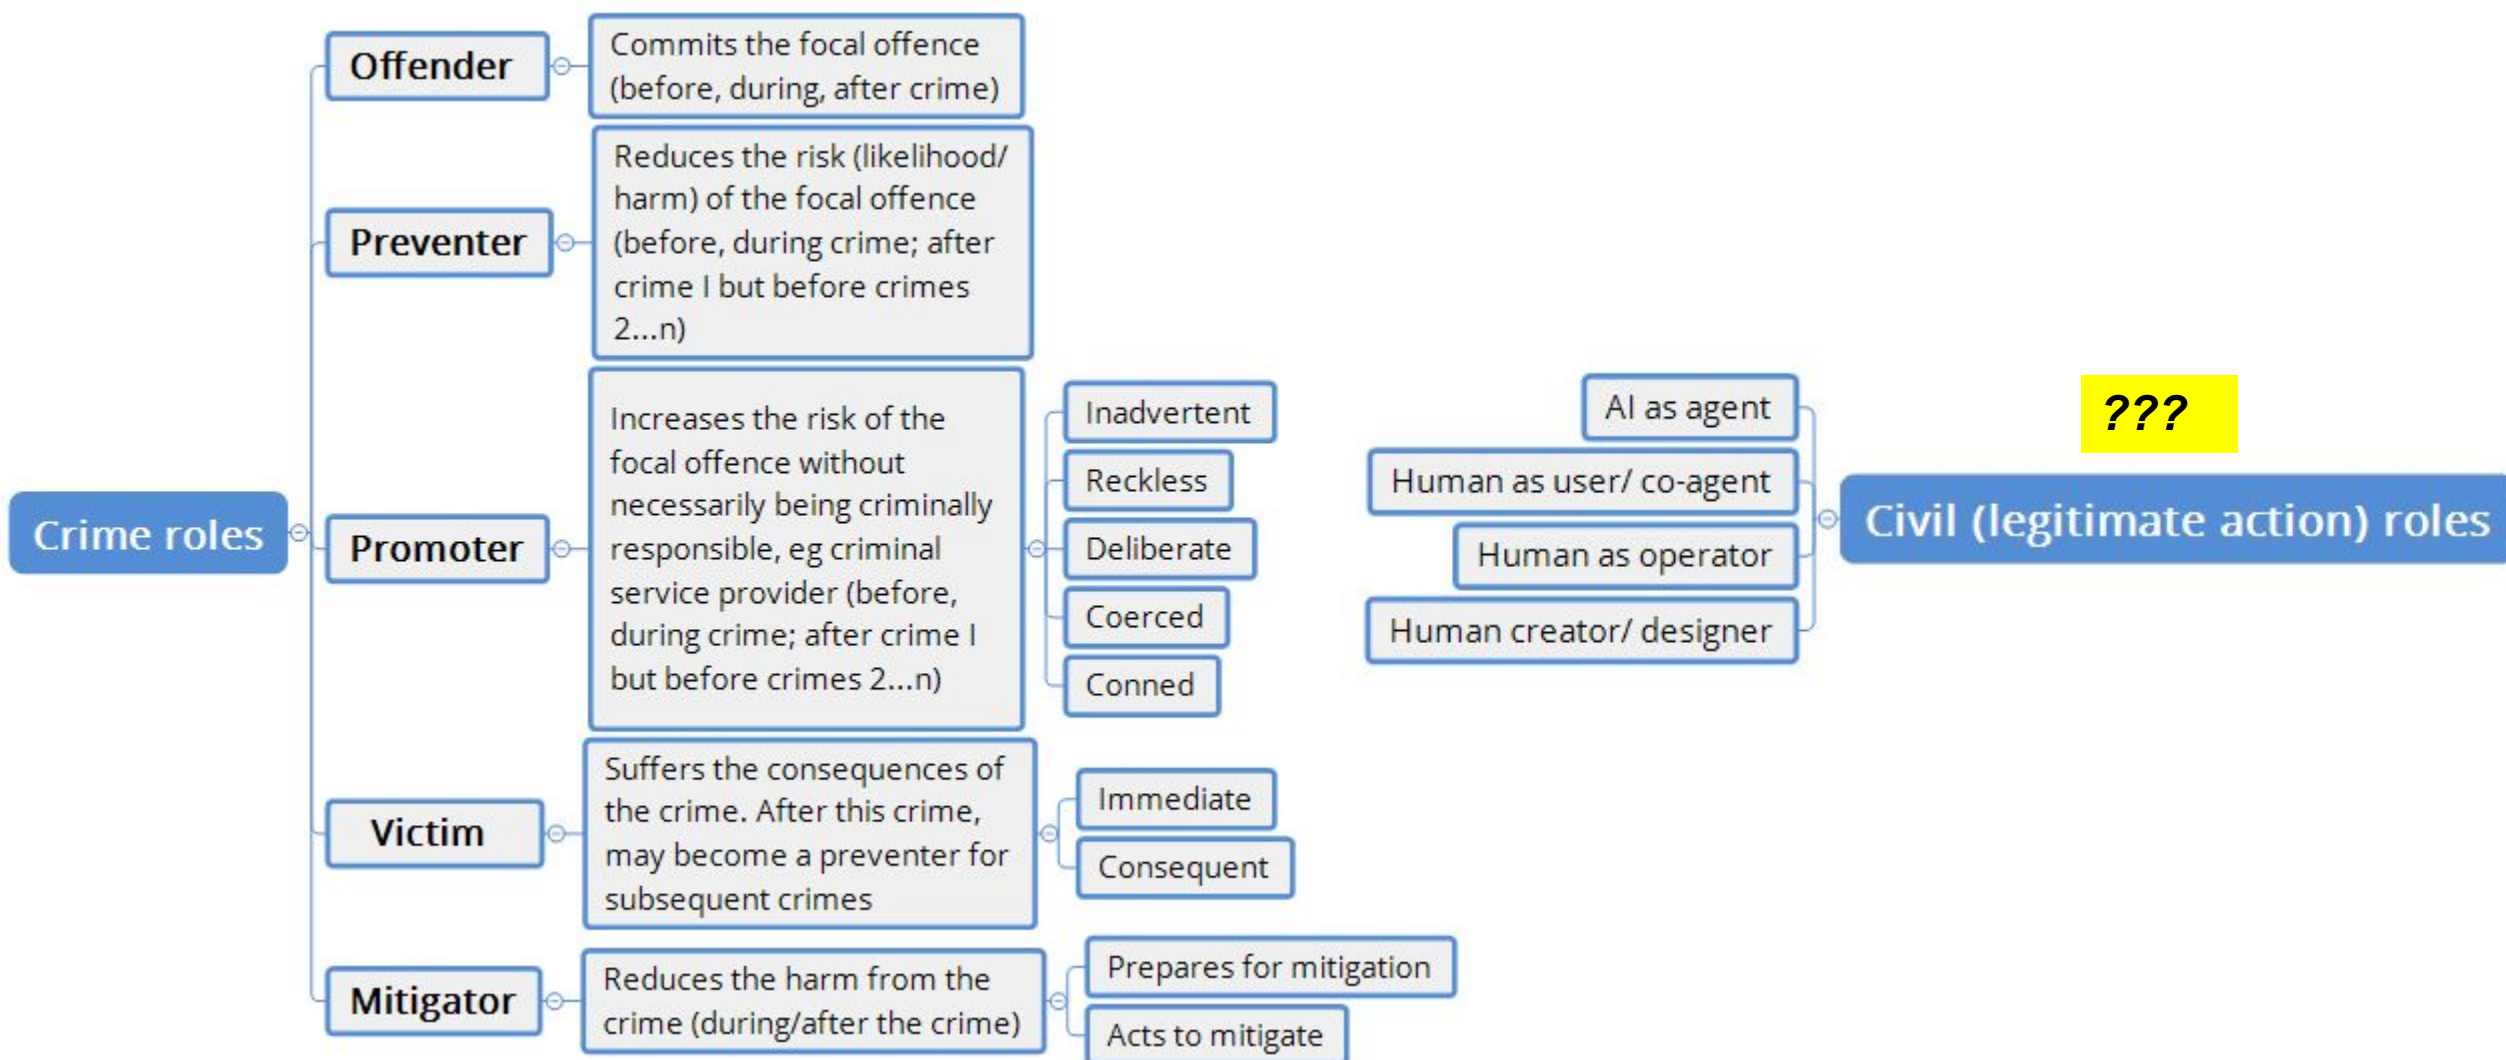 Crime roles
Offender
Commits the focal offence
(before, during, after crime)
Preventer
Reduces the risk (likelihood/
harm) of the focal offence
(before, during crime; after
crime I but before crimes
2...n)
Promoter
Increases the risk of the
focal offence without
necessarily being criminally
responsible, eg criminal
service provider (before,
during crime; after crime I
but before crimes 2...n)
Inadvertent
Reckless
Deliberate
Coerced
Conned
Victim
Suffers the consequences of
the crime. After this crime,
may become a preventer for
subsequent crimes
Immediate
Consequent
Mitigator
Reduces the harm from the
crime (during/after the crime)
Prepares for mitigation
Acts to mitigate
???
Civil (legitimate action) roles
AI as agent
Human as user/ co-agent
Human as operator
Human creator/ designer